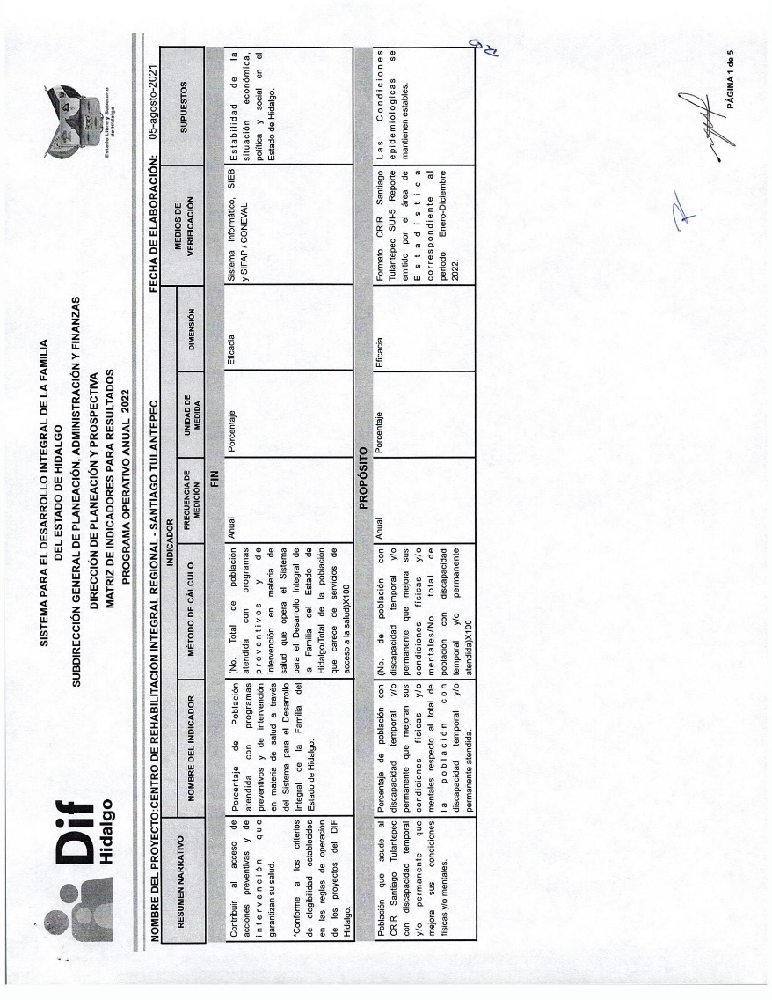 Dif
Hidalgo
SISTEMA PARA EL DESARROLLO INTEGRAL DE LA FAMILIA
DEL ESTADO DE HIDALGO
SUBDIRECCIÓN GENERAL DE PLANEACIÓN, ADMINISTRACIÓN Y FINANZAS
DIRECCIÓN DE PLANEACIÓN Y PROSPECTIVA
MATRIZ DE INDICADORES PARA RESULTADOS
PROGRAMA OPERATIVO ANUAL 2022
Estado Libre y Soberano
de Hidalgo
NOMBRE DEL PROYECTO:CENTRO DE REHABILITACIÓN INTEGRAL REGIONAL - SANTIAGO TULANTEPEC
FECHA DE ELABORACIÓN: 05-agosto-2021
RESUMEN NARRATIVO
INDICADOR
NOMBRE DEL INDICADOR
MÉTODO DE CÁLCULO
FRECUENCIA DE
MEDICIÓN
UNIDAD DE
MEDIDA
DIMENSIÓN
MEDIOS DE
VERIFICACIÓN
SUPUESTOS
FIN
Contribuir al acceso de
acciones preventivas y de
intervención que
garantizan su salud.
*Conforme a los criterios
de elegibilidad establecidos
en las reglas de operación
de los proyectos del DIF
Hidalgo.
Porcentaje de Población
atendida con programas
preventivos y de intervención
en materia de salud a través
del Sistema para el Desarrollo
Integral de la Familia del
Estado de Hidalgo.
(No. Total de población
atendida con programas
preventivos y de
intervención en materia de
salud que opera el Sistema
para el Desarrollo Integral de
la Familia del Estado de
Hidalgo/Total de la población
que carece de servicios de
acceso a la salud)X100
Anual
Porcentaje
Eficacia
Sistema Informático, SIEB
y SIFAP / CONEVAL
Estabilidad de la
situación económica,
política y social en el
Estado de Hidalgo.
PROPÓSITO
Población que acude al
CRIR Santiago Tulantepec
con discapacidad temporal
y/o permanente que
mejora sus condiciones
físicas y/o mentales.
Porcentaje de población con
discapacidad temporal y/o
permanente que mejoran sus
condiciones físicas y/o
mentales respecto al total de
la población con
discapacidad temporal y/o
permanente atendida.
(No. de población con
discapacidad temporal y/o
permanente que mejora sus
condiciones físicas y/o
mentales/No. total de
población con discapacidad
temporal y/o permanente
atendida)X100
Anual
Porcentaje
Eficacia
Formato CRIR Santiago
Tulantepec SUI-5 Reporte
emitido por el área de
Estadística
correspondiente al
periodo Enero-Diciembre
2022.
Las Condiciones
epidemiologicas se
mantienen estables.
PÁGINA 1 de 5